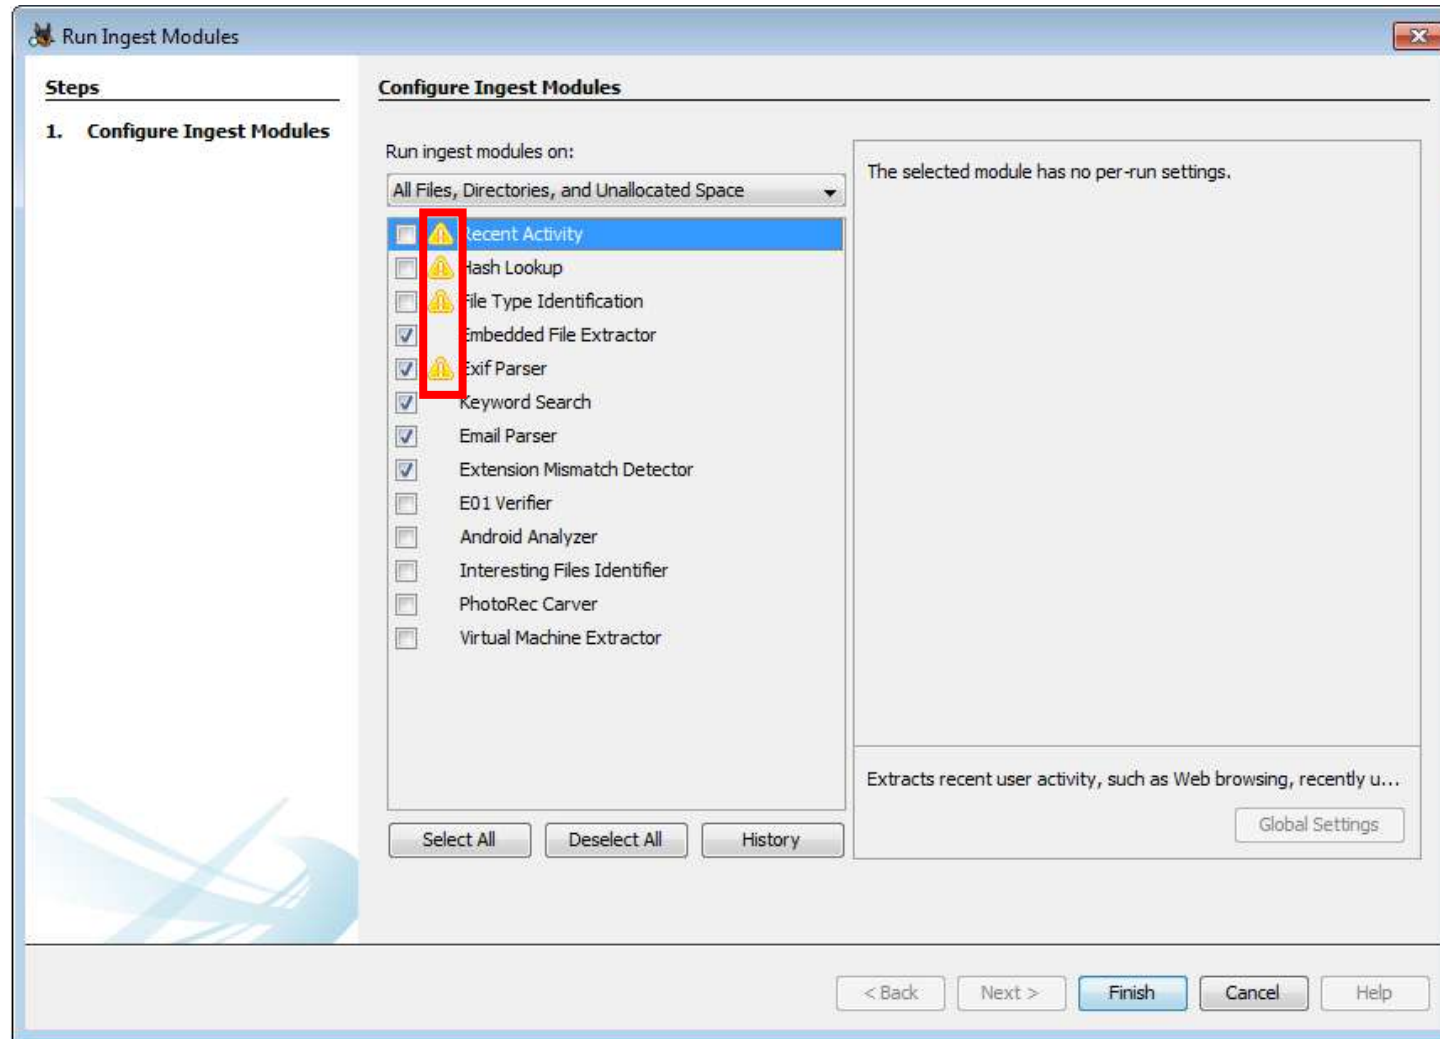 Run Ingest Modules
Steps
1. Configure Ingest Modules
Configure Ingest Modules
Run ingest modules on:
All Files, Directories, and Unallocated Space
Recent Activity
Hash Lookup
File Type Identification
Embedded File Extractor
Exif Parser
Keyword Search
Email Parser
Extension Mismatch Detector
E01 Verifier
Android Analyzer
Interesting Files Identifier
PhotoRec Carver
Virtual Machine Extractor
Select All
Deselect All
History
The selected module has no per-run settings.
Extracts recent user activity, such as Web browsing, recently u...
Global Settings
< Back
Next >
Finish
Cancel
Help